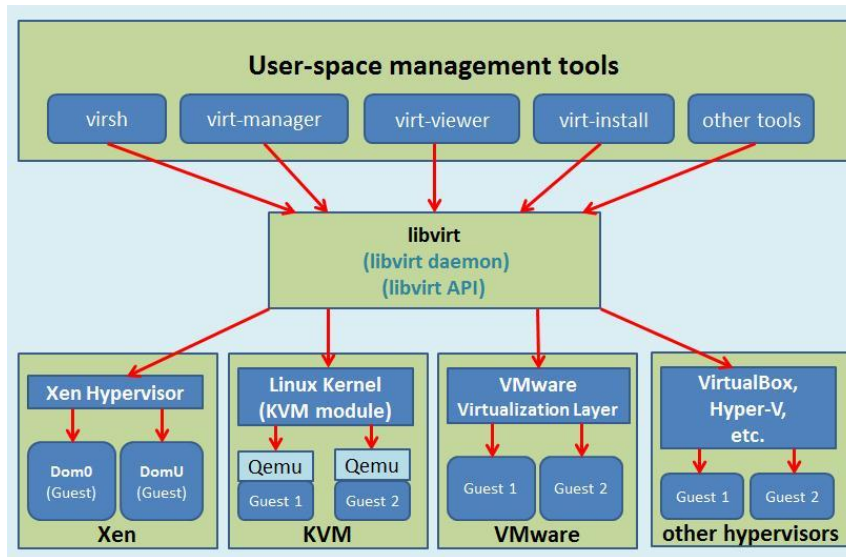 User-space management tools
virsh
virt-manager
virt-viewer
virt-install
other tools
libvirt
(libvirt daemon)
(libvirt API)
Xen Hypervisor
Dom0
(Guest)
DomU
(Guest)
Xen
Linux Kernel
(KVM module)
Qemu
Guest 1
Qemu
Guest 2
KVM
VMware
Virtualization Layer
Guest 1
Guest 2
VMware
VirtualBox,
Hyper-V,
etc.
Guest 1
Guest 2
other hypervisors